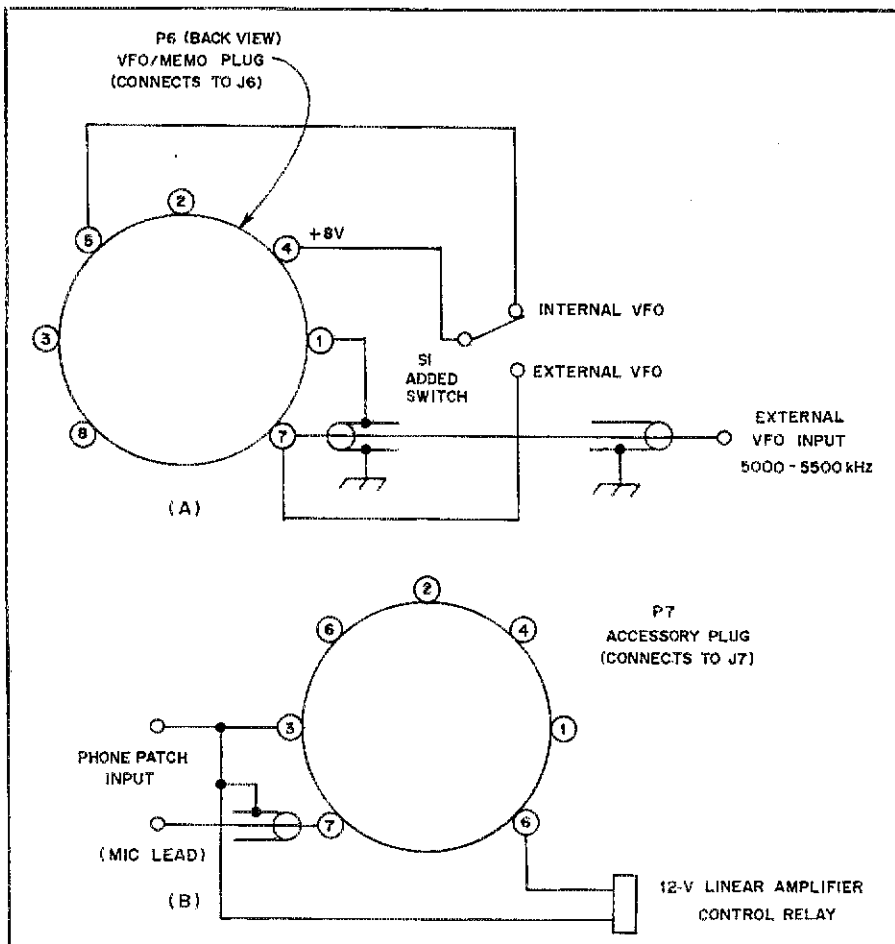 P6 (BACK VIEW)
VFO/MEMO PLUG
(CONNECTS TO J6)
2
5
4
+8V
3
1
INTERNAL VFO
S1
ADDED
SWITCH
EXTERNAL VFO
8
7
EXTERNAL
VFO INPUT
5000-5500kHz
(A)
2
6
4
P7
ACCESSORY PLUG
(CONNECTS TO J7)
3
1
PHONE PATCH
INPUT
7
6
(MIC LEAD)
(B)
12-V LINEAR AMPLIFIER
CONTROL RELAY